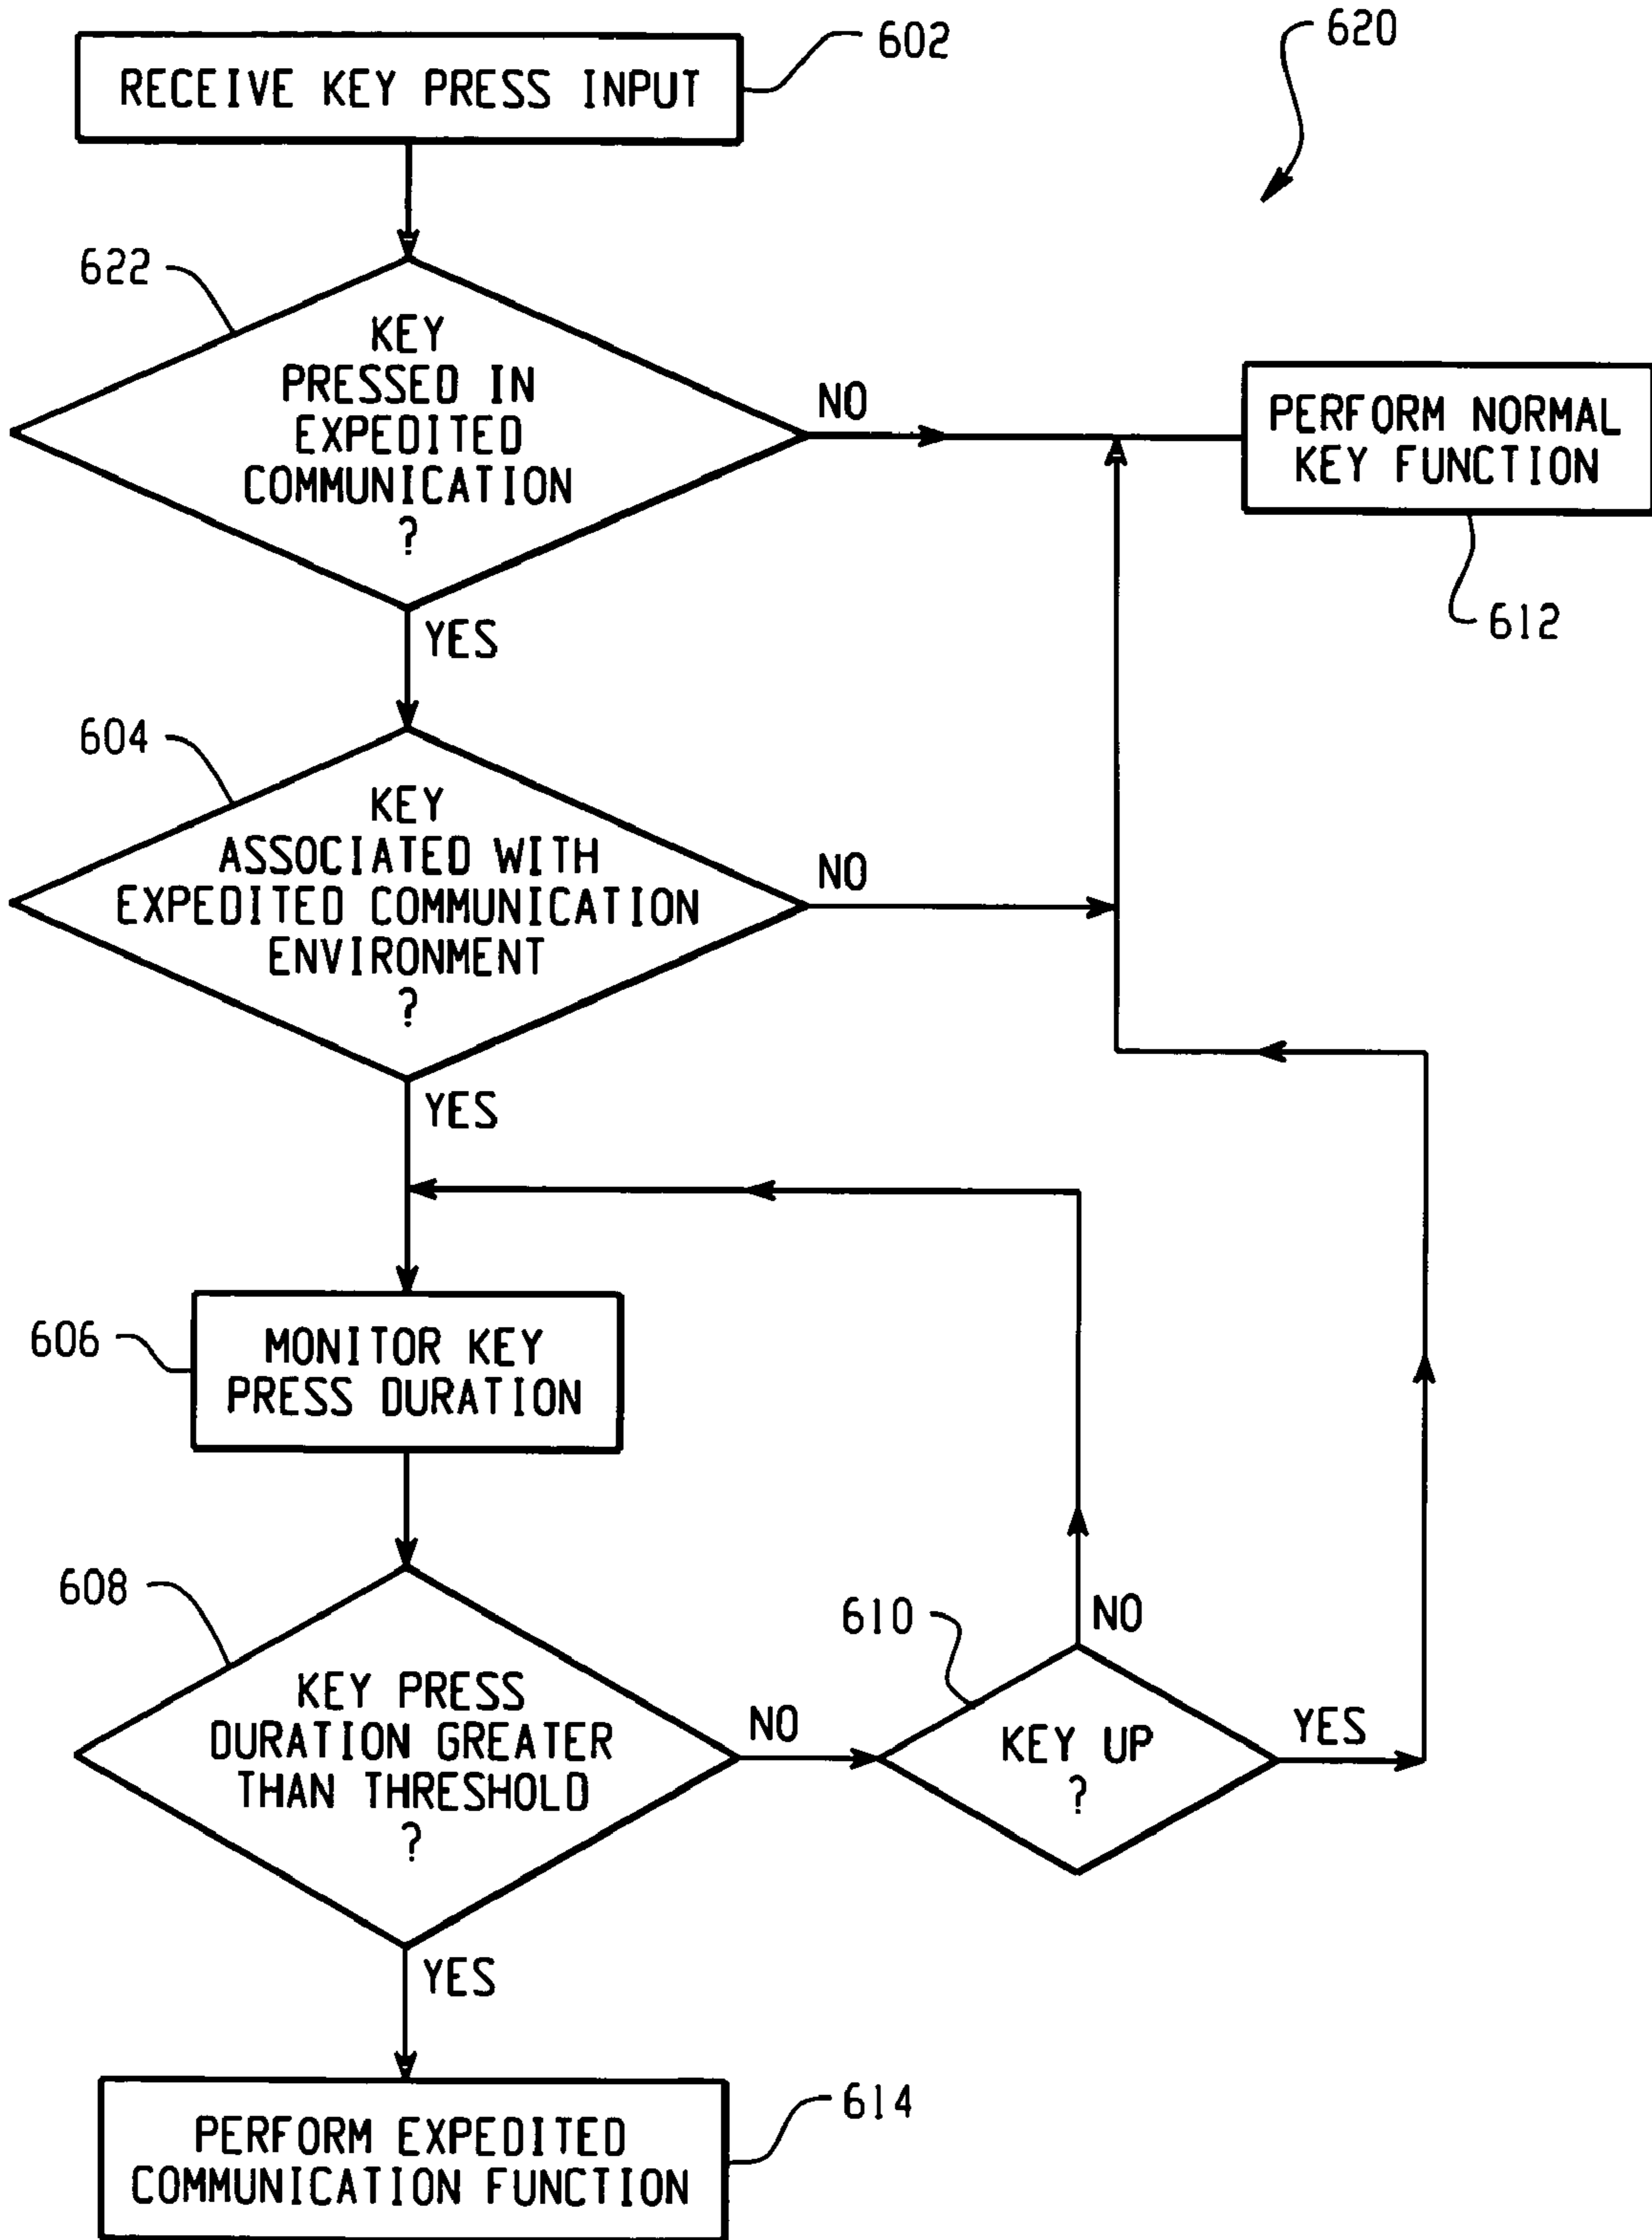 602
620
RECEIVE KEY PRESS INPUT
622
KEY
PRESSED IN
EXPEDITED
COMMUNICATION
?
NO
PERFORM NORMAL
KEY FUNCTION
612
YES
604
KEY
ASSOCIATED WITH
EXPEDITED COMMUNICATION
ENVIRONMENT
?
NO
YES
606
MONITOR KEY
PRESS DURATION
608
KEY PRESS
DURATION GREATER
THAN THRESHOLD
?
NO
610
NO
KEY UP
?
YES
YES
614
PERFORM EXPEDITED
COMMUNICATION FUNCTION